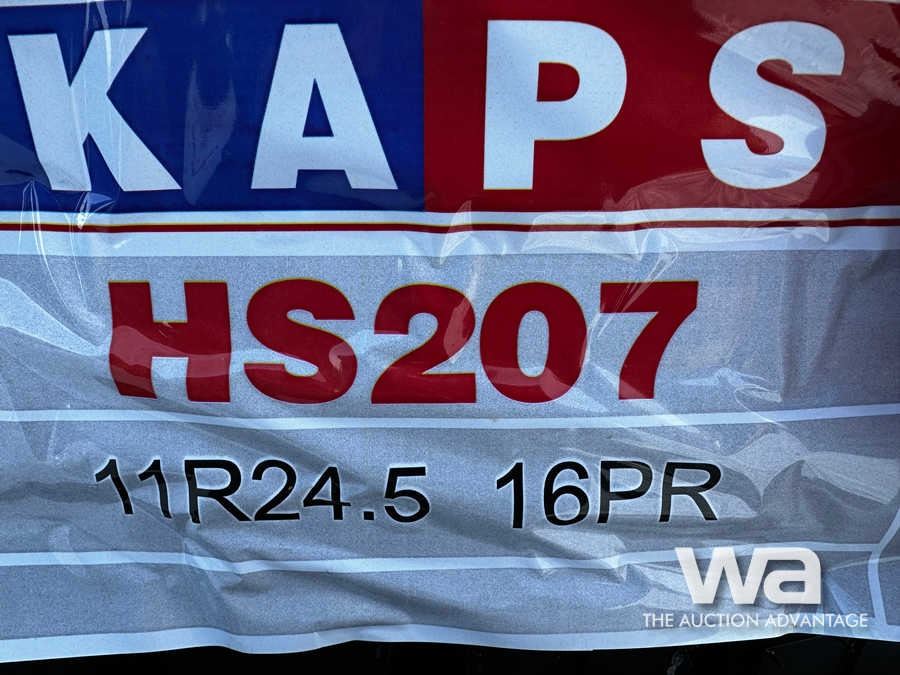 KAPS
HS207
11R24.5 16PR
wa
THE AUCTION ADVANTAGE